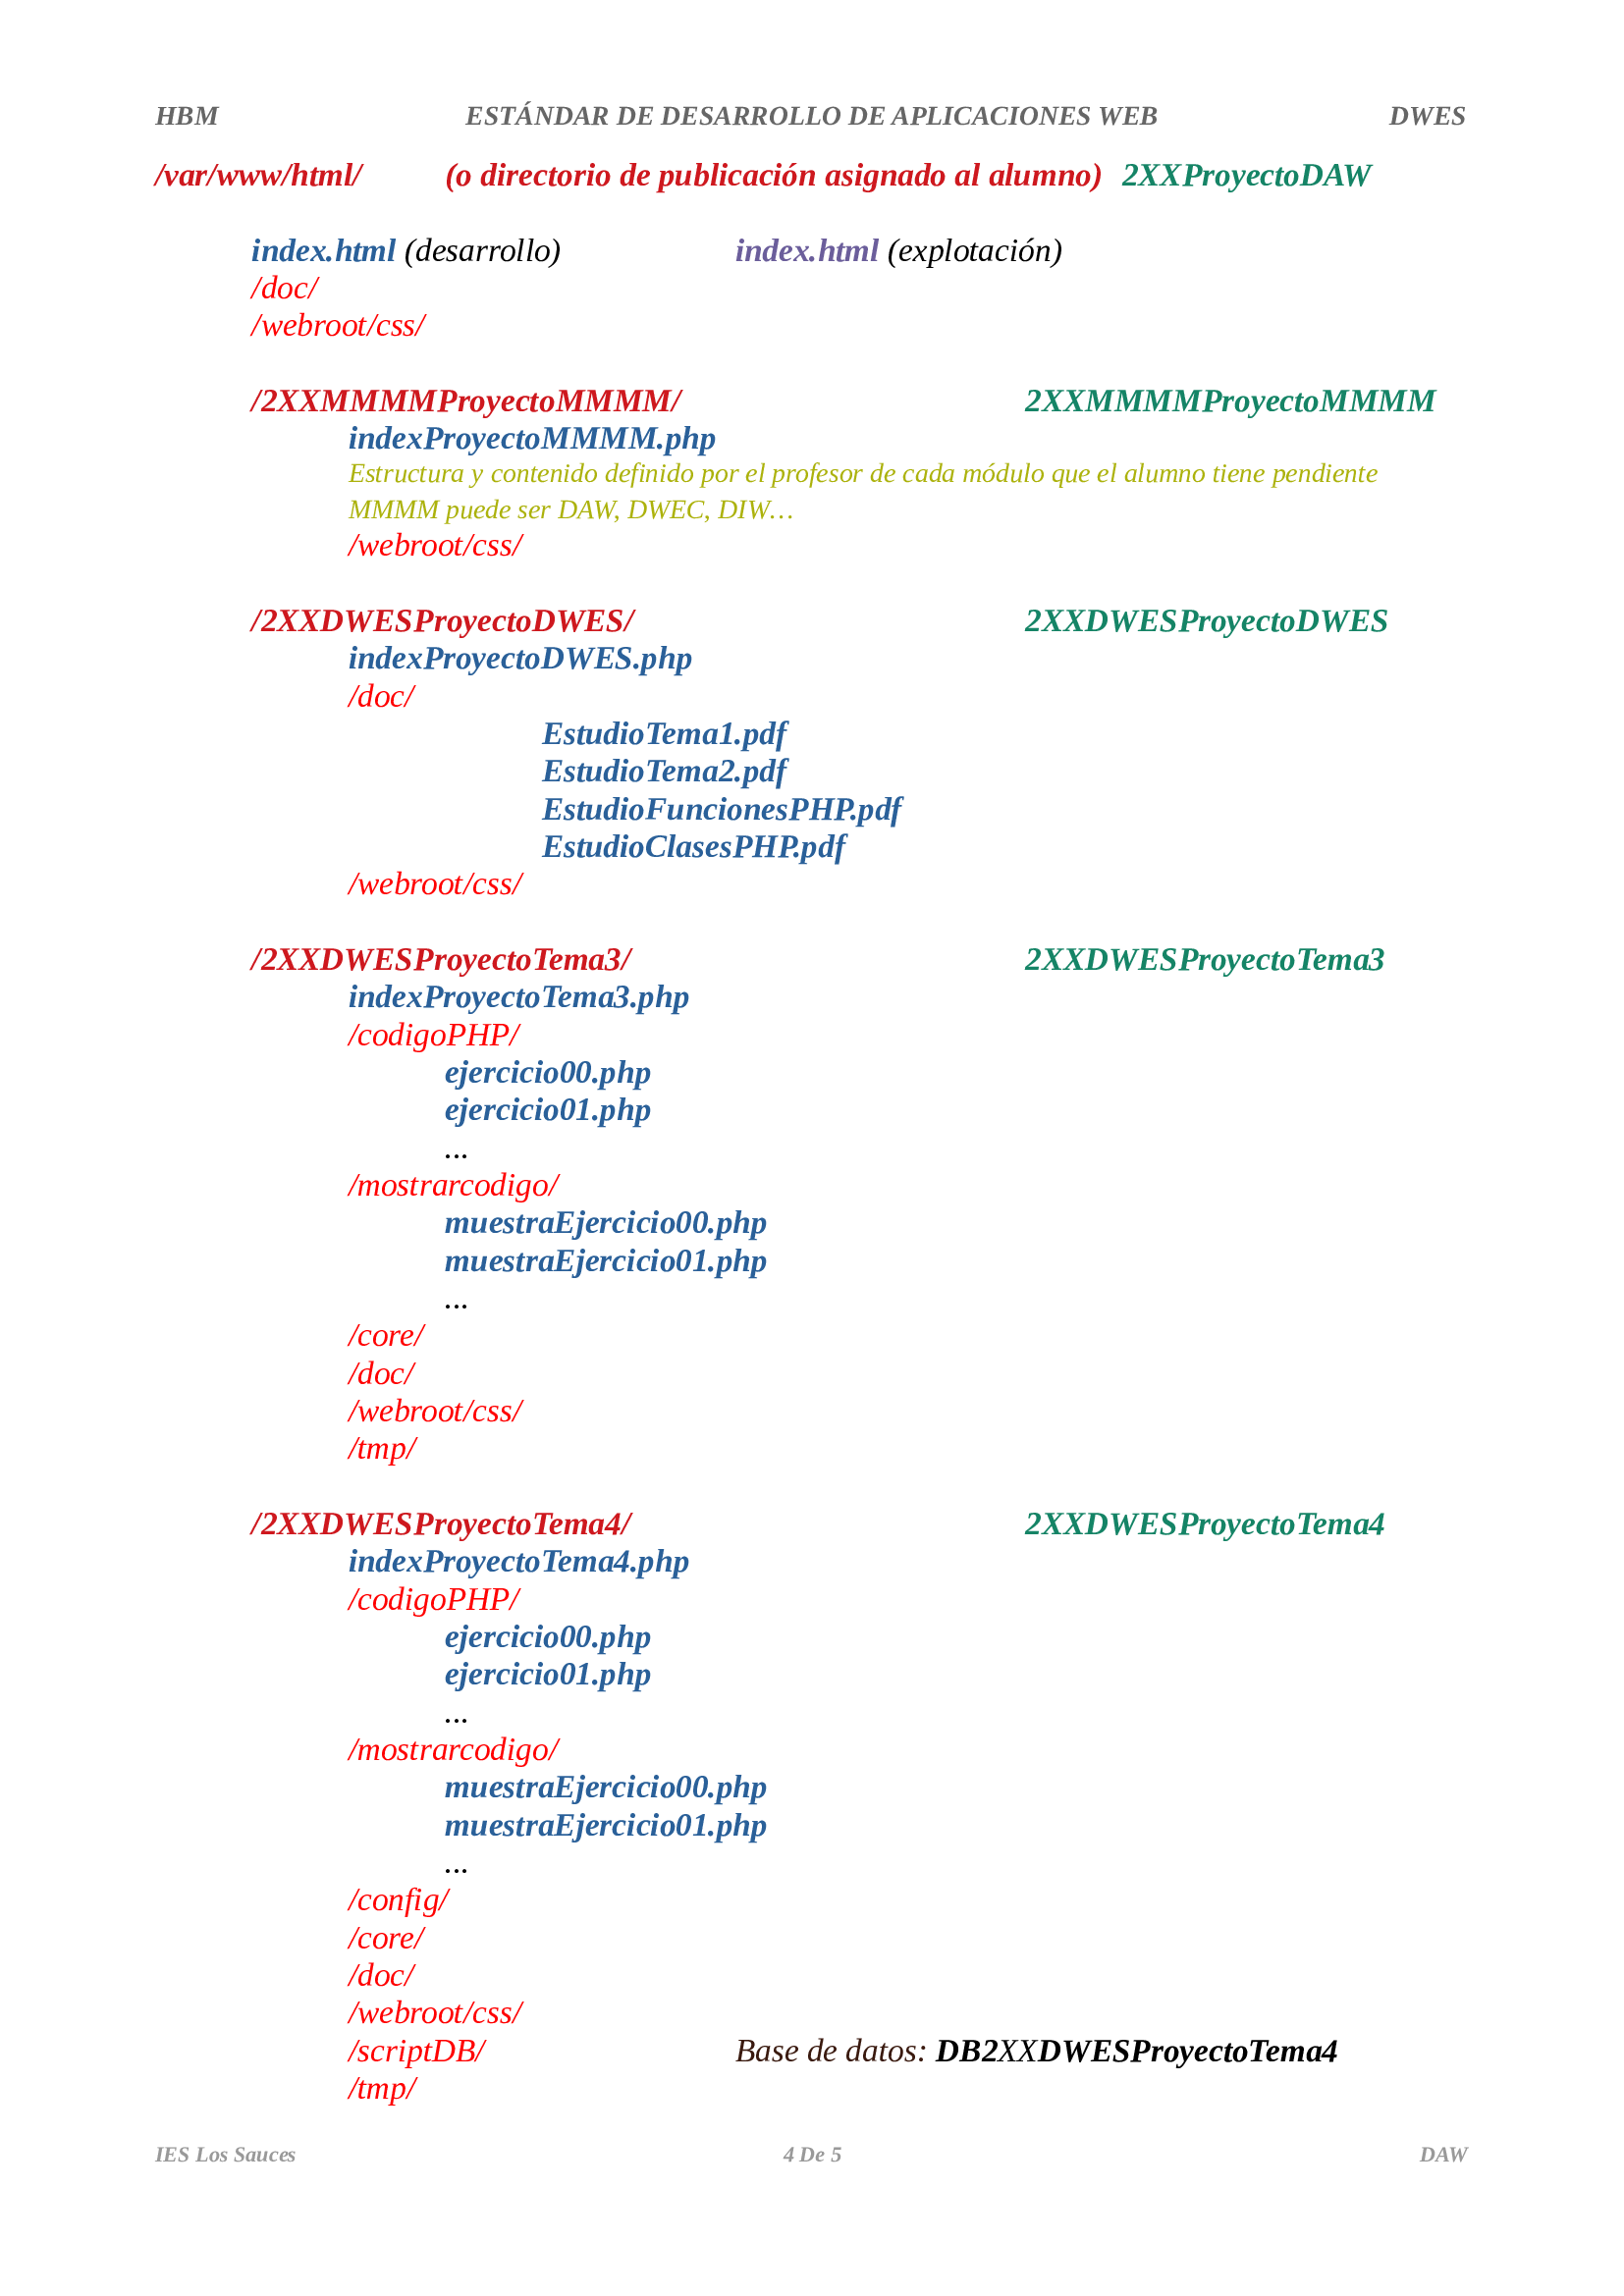 HBM ESTÁNDAR DE DESARROLLO DE APLICACIONES WEB DWES
/var/www/html/ (o directorio de publicación asignado al alumno) 2XXProyectoDAW
index.html (desarrollo) index.html (explotación)
/doc/
/webroot/css/
/2XXMMMMProyectoMMMM/ 2XXMMMMProyectoMMMM
indexProyectoMMMM.php
Estructura y contenido definido por el profesor de cada módulo que el alumno tiene pendiente
MMMM puede ser DAW, DWEC, DIW…
/webroot/css/
/2XXDWESProyectoDWES/ 2XXDWESProyectoDWES
indexProyectoDWES.php
/doc/
EstudioTema1.pdf
EstudioTema2.pdf
EstudioFuncionesPHP.pdf
EstudioClasesPHP.pdf
/webroot/css/
/2XXDWESProyectoTema3/ 2XXDWESProyectoTema3
indexProyectoTema3.php
/codigoPHP/
ejercicio00.php
ejercicio01.php
...
/mostrarcodigo/
muestraEjercicio00.php
muestraEjercicio01.php
...
/core/
/doc/
/webroot/css/
/tmp/
/2XXDWESProyectoTema4/ 2XXDWESProyectoTema4
indexProyectoTema4.php
/codigoPHP/
ejercicio00.php
ejercicio01.php
...
/mostrarcodigo/
muestraEjercicio00.php
muestraEjercicio01.php
...
/config/
/core/
/doc/
/webroot/css/
/scriptDB/ Base de datos: DB2XXDWESProyectoTema4
/tmp/
IES Los Sauces 4 De 5 DAW